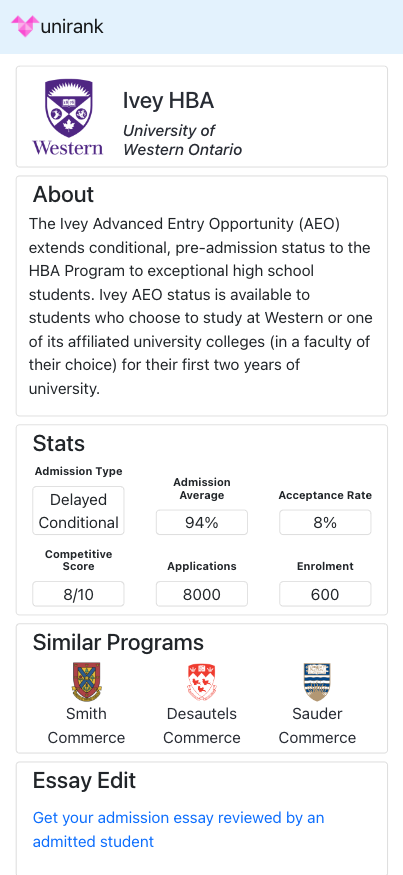 unirank
Western
Ivey HBA
University of
Western Ontario
About
The Ivey Advanced Entry Opportunity (AEO)
extends conditional, pre-admission status to the
HBA Program to exceptional high school
students. Ivey AEO status is available to
students who choose to study at Western or one
of its affiliated university colleges (in a faculty of
their choice) for their first two years of
university.
Stats
Admission Type
Delayed
Conditional
Admission
Average
94%
Acceptance Rate
8%
Competitive
Score
8/10
Applications
8000
Enrolment
600
Similar Programs
Smith
Commerce
Desautels
Commerce
Sauder
Commerce
Essay Edit
Get your admission essay reviewed by an
admitted student